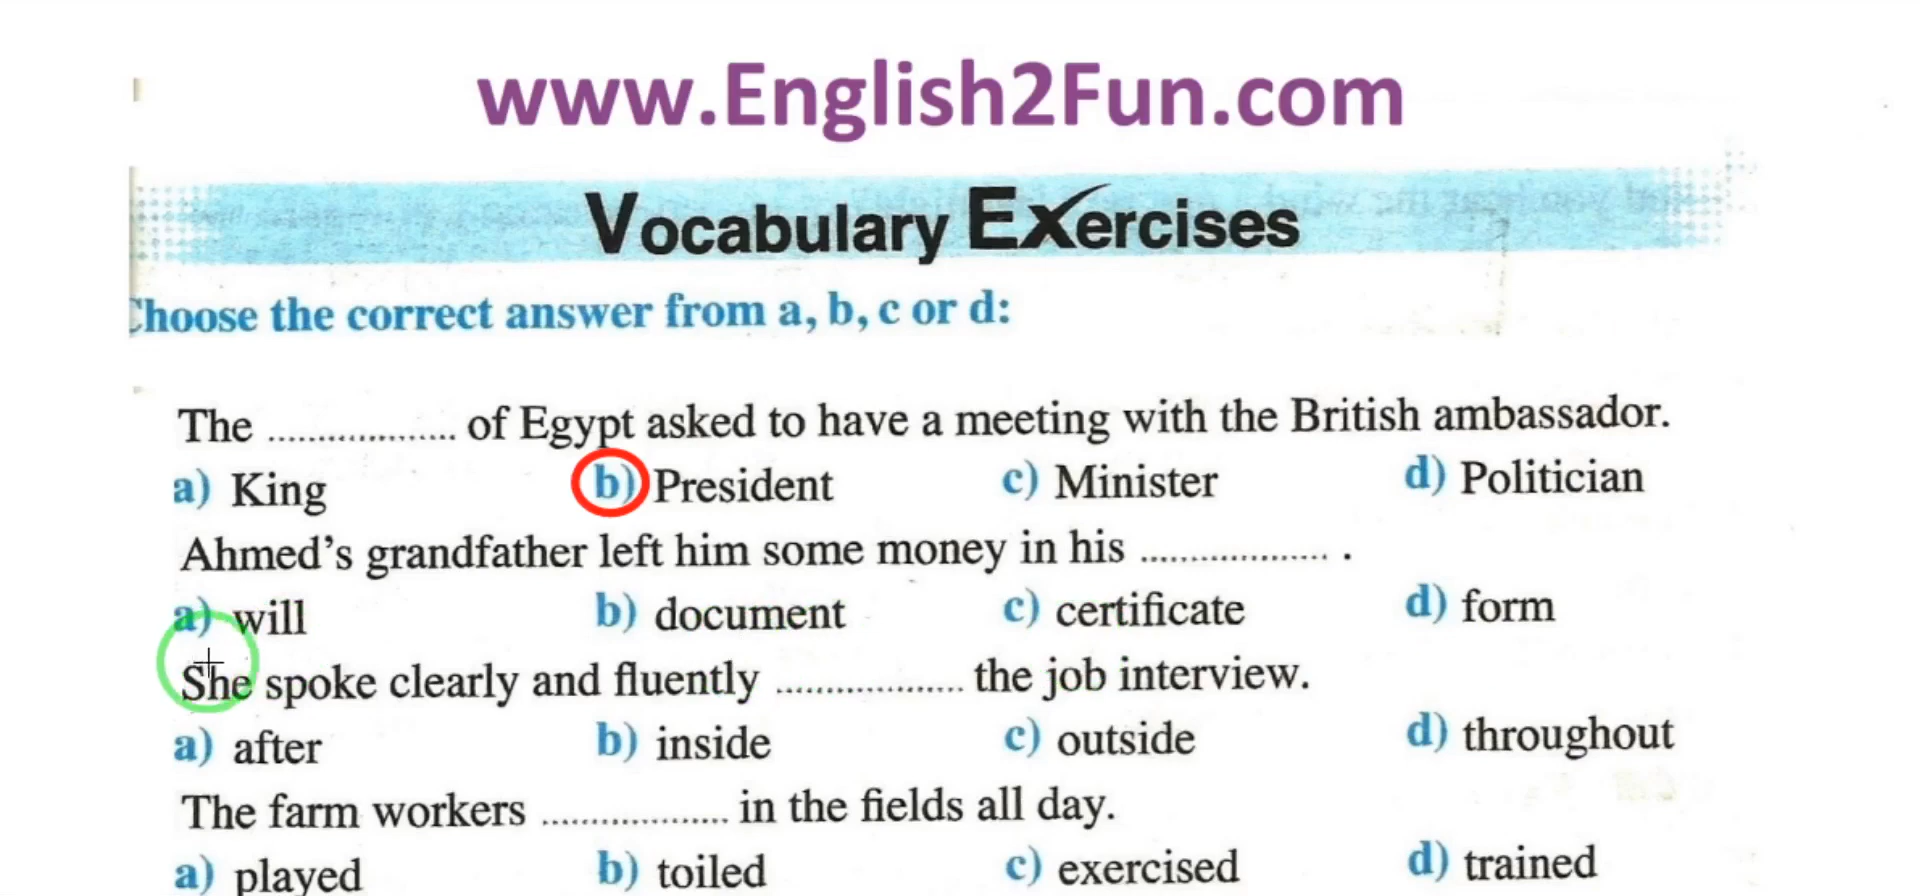 www.English2Fun.com
Vocabulary Exercises
Choose the correct answer from a, b, c or d:
The ................... of Egypt asked to have a meeting with the British ambassador.
a) King b) President c) Minister d) Politician
Ahmed's grandfather left him some money in his ................... .
a) will b) document c) certificate d) form
She spoke clearly and fluently ................... the job interview.
a) after b) inside c) outside d) throughout
The farm workers ................... in the fields all day.
a) played b) toiled c) exercised d) trained